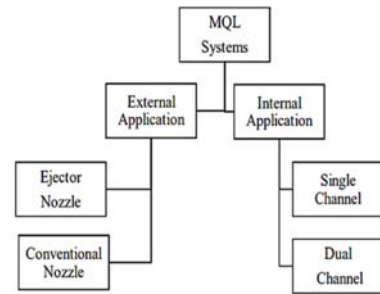 MQL
Systems
External
Application
Internal
Application
Ejector
Nozzle
Single
Channel
Conventional
Nozzle
Dual
Channel